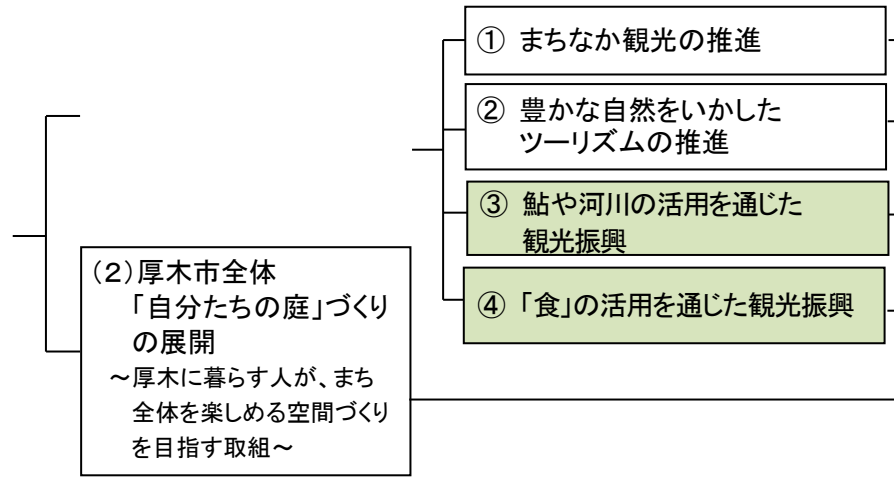 ① まちなか観光の推進
② 豊かな自然をいかした
ツーリズムの推進
③ 鮎や河川の活用を通じた
観光振興
④ 「食」の活用を通じた観光振興
(2)厚木市全体
「自分たちの庭」づくり
の展開
～厚木に暮らす人が、まち
全体を楽しめる空間づくり
を目指す取組～